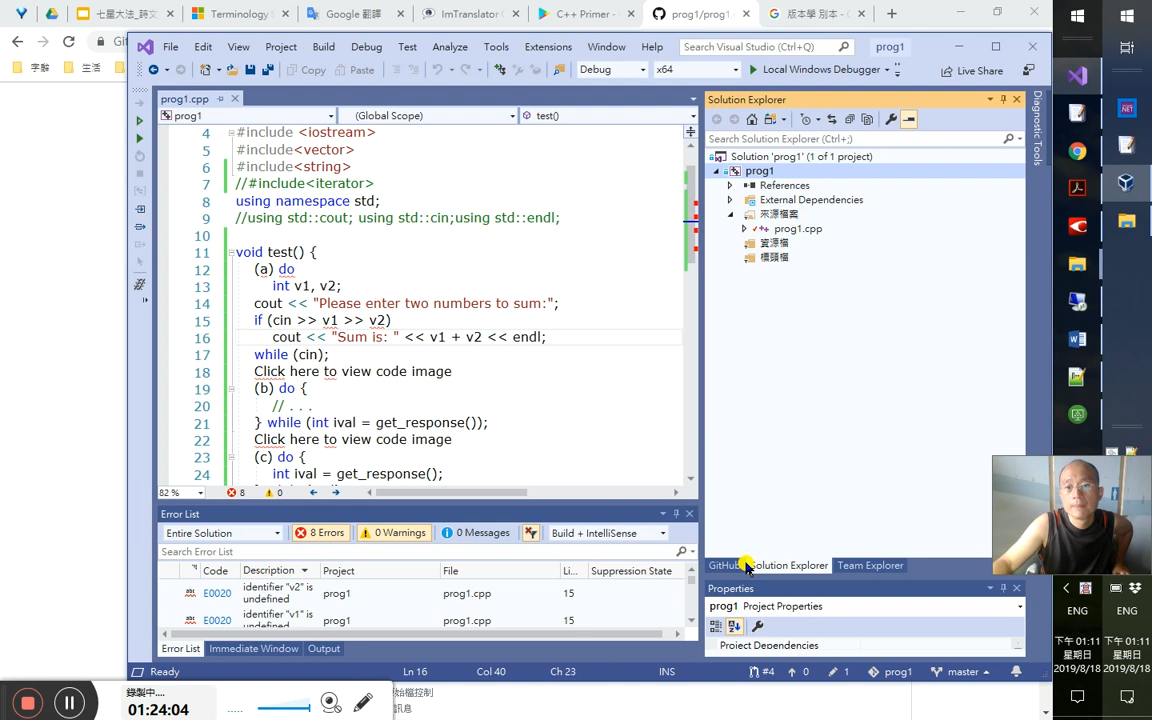 七星大法_時文
Terminology S
Google 翻譯
ImTranslator O
C++ Primer -
prog1/prog1 -
版本學 別本 - G
字辭
生活
File Edit View Project Build Debug Test Analyze Tools Extensions Window Help
Search Visual Studio (Ctrl+Q)
prog1
Copy Paste
Debug x64 Local Windows Debugger
Live Share
prog1.cpp
prog1 (Global Scope) test()
4 #include <iostream>
5 #include<vector>
6 #include<string>
7 //#include<iterator>
8 using namespace std;
9 //using std::cout; using std::cin;using std::endl;
10
11 void test() {
12 (a) do
13 int v1, v2;
14 cout << "Please enter two numbers to sum:";
15 if (cin >> v1 >> v2)
16 cout << "Sum is: " << v1 + v2 << endl;
17 while (cin);
18 Click here to view code image
19 (b) do {
20 // . . .
21 } while (int ival = get_response());
22 Click here to view code image
23 (c) do {
24 int ival = get_response();
82 % 8 0
Solution Explorer
Search Solution Explorer (Ctrl+;)
Solution 'prog1' (1 of 1 project)
prog1
References
External Dependencies
來源檔案
prog1.cpp
資源檔
標頭檔
Diagnostic Tools
GitHub Solution Explorer Team Explorer
Properties
prog1 Project Properties
Project Dependencies
Error List
Entire Solution 8 Errors 0 Warnings 0 Messages Build + IntelliSense
Search Error List
Code Description Project File Li... Suppression State
E0020 identifier "v2" is undefined prog1 prog1.cpp 15
E0020 identifier "v1" is undefined prog1 prog1.cpp 15
Error List Immediate Window Output
Ready Ln 16 Col 40 Ch 23 INS #4 0 1 prog1 master
錄製中....
01:24:04
始檔控制
訊息
ENG ENG
下午 01:11 下午 01:11
星期日 星期日
2019/8/18 2019/8/18